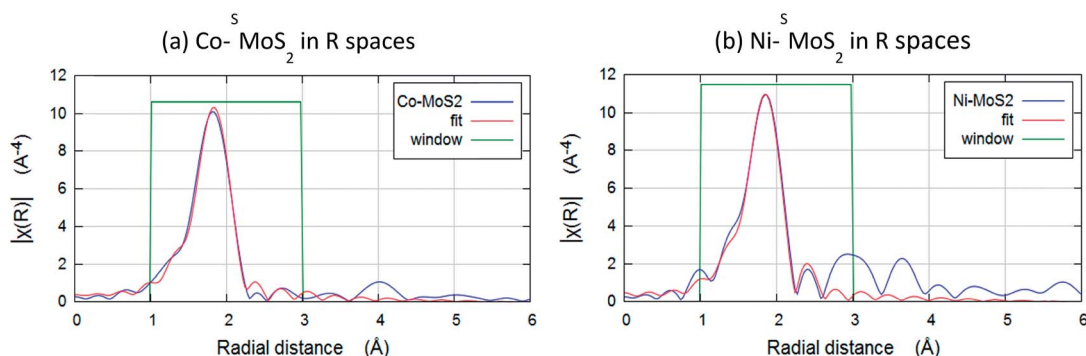 (a) Co-ˢMoS₂ in R spaces
12
10
8
6
4
2
0
|χ(R)| (A⁻⁴)
Co-MoS2
fit
window
0 1 2 3 4 5 6
Radial distance (Å)
(b) Ni-ˢMoS₂ in R spaces
12
10
8
6
4
2
0
|χ(R)| (A⁻⁴)
Ni-MoS2
fit
window
0 1 2 3 4 5 6
Radial distance (Å)